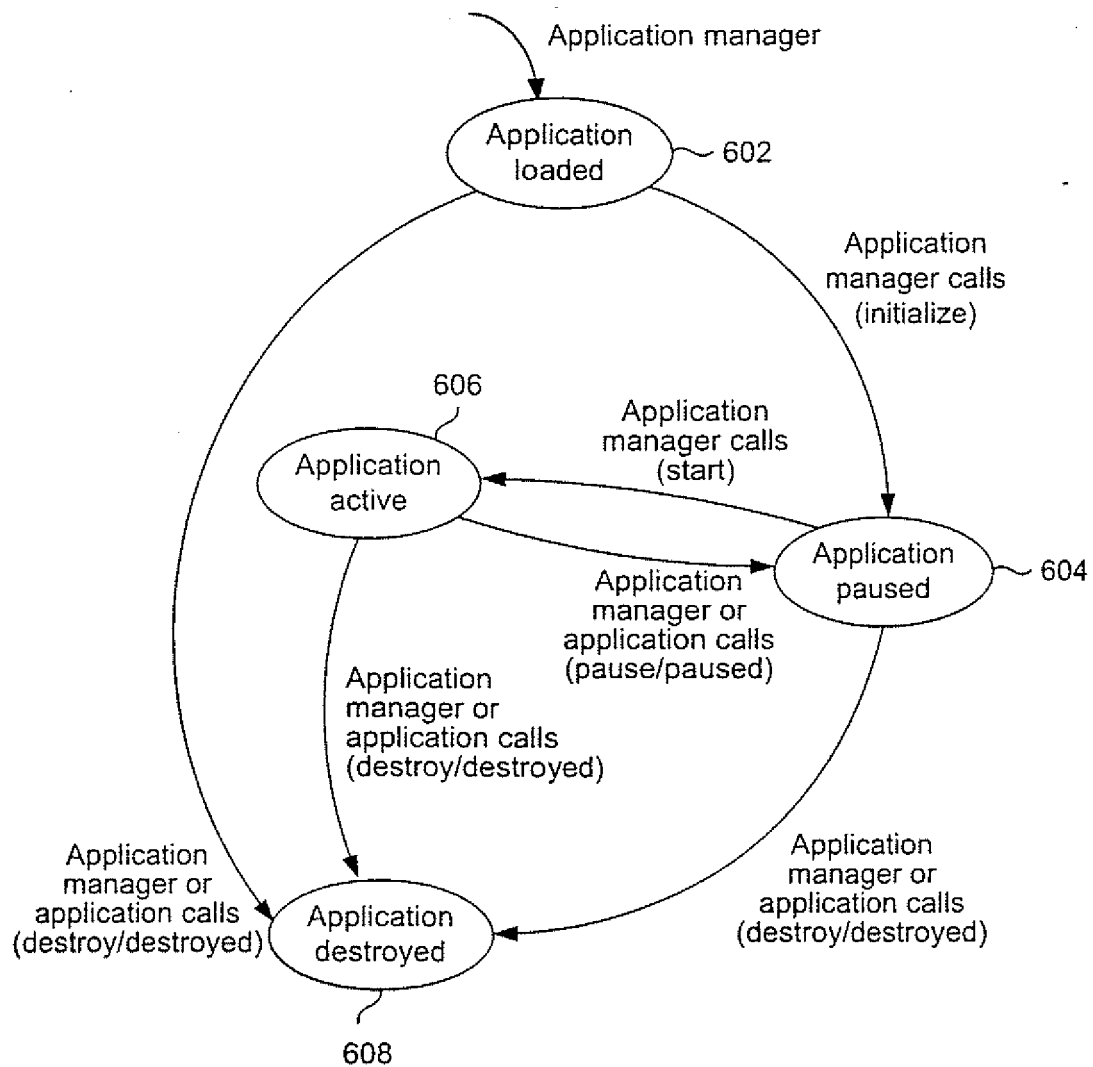 Application manager
Application
loaded
602
Application
manager calls
(initialize)
606
Application
manager calls
(start)
Application
active
Application
paused
604
Application
manager or
application calls
(pause/paused)
Application
manager or
application calls
(destroy/destroyed)
Application
manager or
application calls
(destroy/destroyed)
Application
manager or
application calls
(destroy/destroyed)
Application
destroyed
608